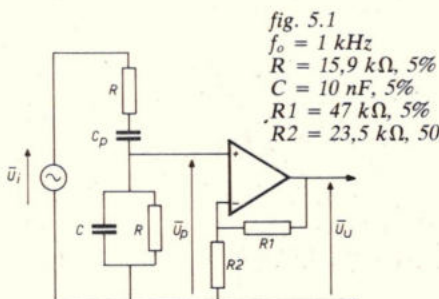 fig. 5.1
f₀ = 1 kHz
R = 15,9 kΩ, 5%
C = 10 nF, 5%
R1 = 47 kΩ, 5%
R2 = 23,5 kΩ, 50
R
Cp
Ūi
+
−
C
R
Ūp
R1
R2
Ūu